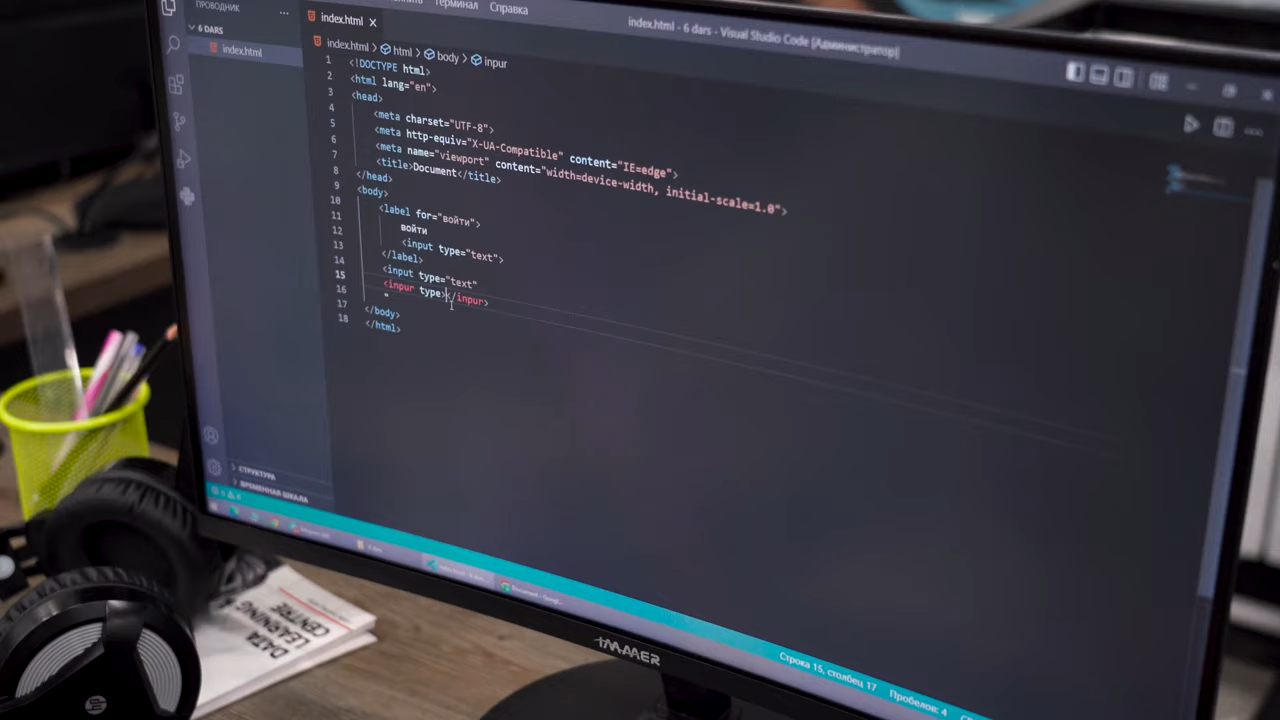 ПРОВОДНИК
6 DARS
index.html
Терминал Справка
index.html
index.html - 6 dars - Visual Studio Code [Администратор]
index.html > html > body > inpur
1 <!DOCTYPE html>
2 <html lang="en">
3 <head>
4 <meta charset="UTF-8">
5 <meta http-equiv="X-UA-Compatible" content="IE=edge">
6 <meta name="viewport" content="width=device-width, initial-scale=1.0">
7 <title>Document</title>
8 </head>
9 <body>
10 <label for="войти">
11 войти
12 <input type="text">
13 </label>
14 <input type="text"
15 <inpur type></inpur>
16 "
17 </body>
18 </html>
СТРУКТУРА
ВРЕМЕННАЯ ШКАЛА
Строка 15, столбец 17 Пробелов: 4
IMMER
DATA
LEARNING
CENTRE
hp